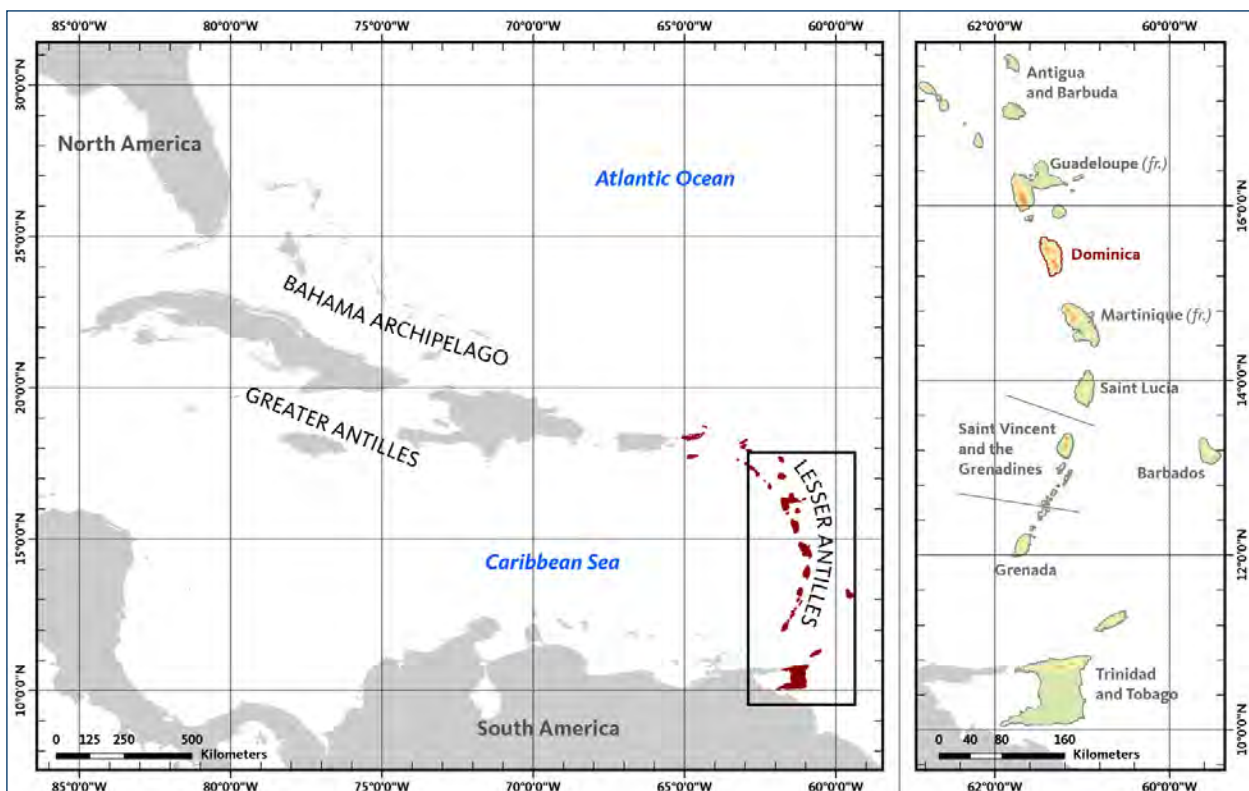 85°0'0"W 80°0'0"W 75°0'0"W 70°0'0"W 65°0'0"W 60°0'0"W
30°0'0"N
25°0'0"N
20°0'0"N
15°0'0"N
10°0'0"N
North America
Atlantic Ocean
BAHAMA ARCHIPELAGO
GREATER ANTILLES
LESSER ANTILLES
Caribbean Sea
South America
0 125 250 500
Kilometers
85°0'0"W 80°0'0"W 75°0'0"W 70°0'0"W 65°0'0"W 60°0'0"W
62°0'0"W 60°0'0"W
Antigua
and Barbuda
Guadeloupe (fr.)
Dominica
Martinique (fr.)
Saint Lucia
Saint Vincent
and the
Grenadines
Barbados
Grenada
Trinidad
and Tobago
16°0'0"N
14°0'0"N
12°0'0"N
10°0'0"N
0 40 80 160
Kilometers
62°0'0"W 60°0'0"W